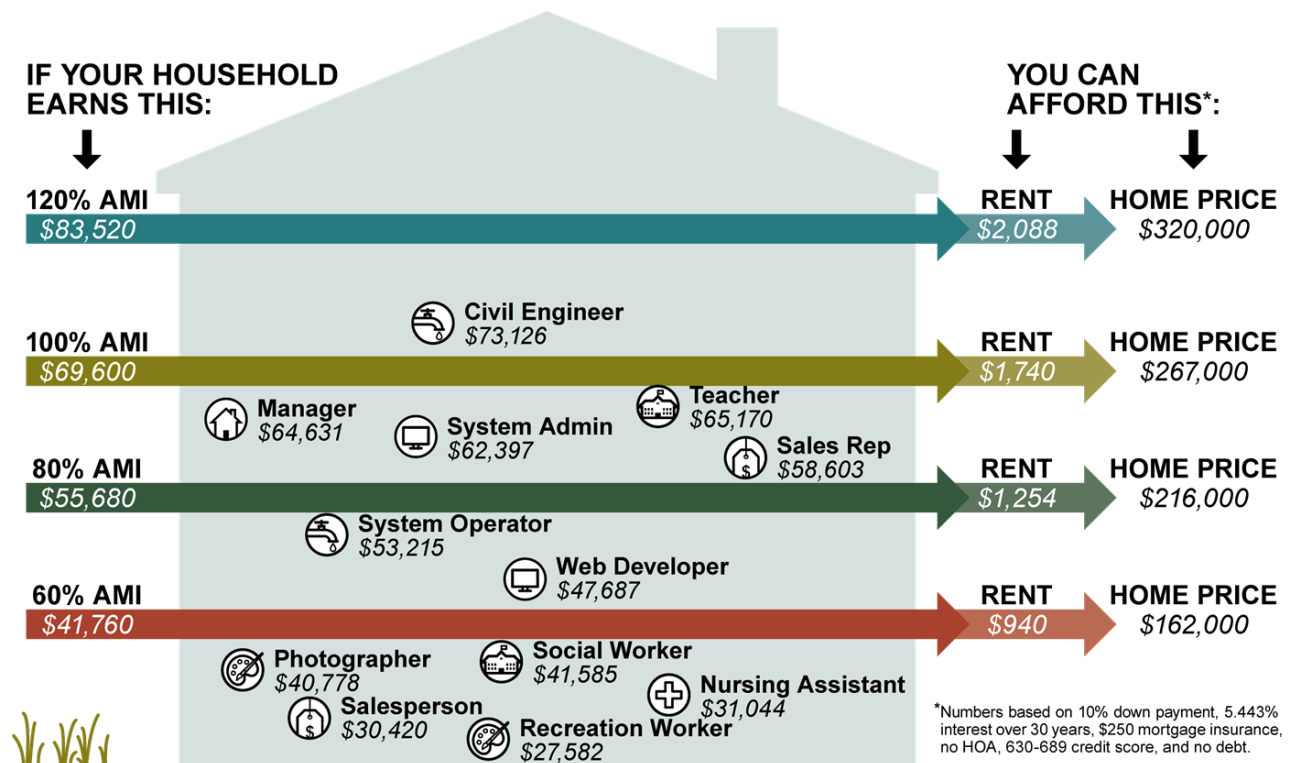 IF YOUR HOUSEHOLD
EARNS THIS:
YOU CAN
AFFORD THIS*:
120% AMI
$83,520
RENT
$2,088
HOME PRICE
$320,000
Civil Engineer
$73,126
100% AMI
$69,600
RENT
$1,740
HOME PRICE
$267,000
Teacher
$65,170
Manager
$64,631
System Admin
$62,397
Sales Rep
$58,603
$
80% AMI
$55,680
RENT
$1,254
HOME PRICE
$216,000
System Operator
$53,215
Web Developer
$47,687
60% AMI
$41,760
RENT
$940
HOME PRICE
$162,000
Social Worker
$41,585
Photographer
$40,778
Nursing Assistant
$31,044
Salesperson
$30,420
$
Recreation Worker
$27,582
*Numbers based on 10% down payment, 5.443%
interest over 30 years, $250 mortgage insurance,
no HOA, 630-689 credit score, and no debt.